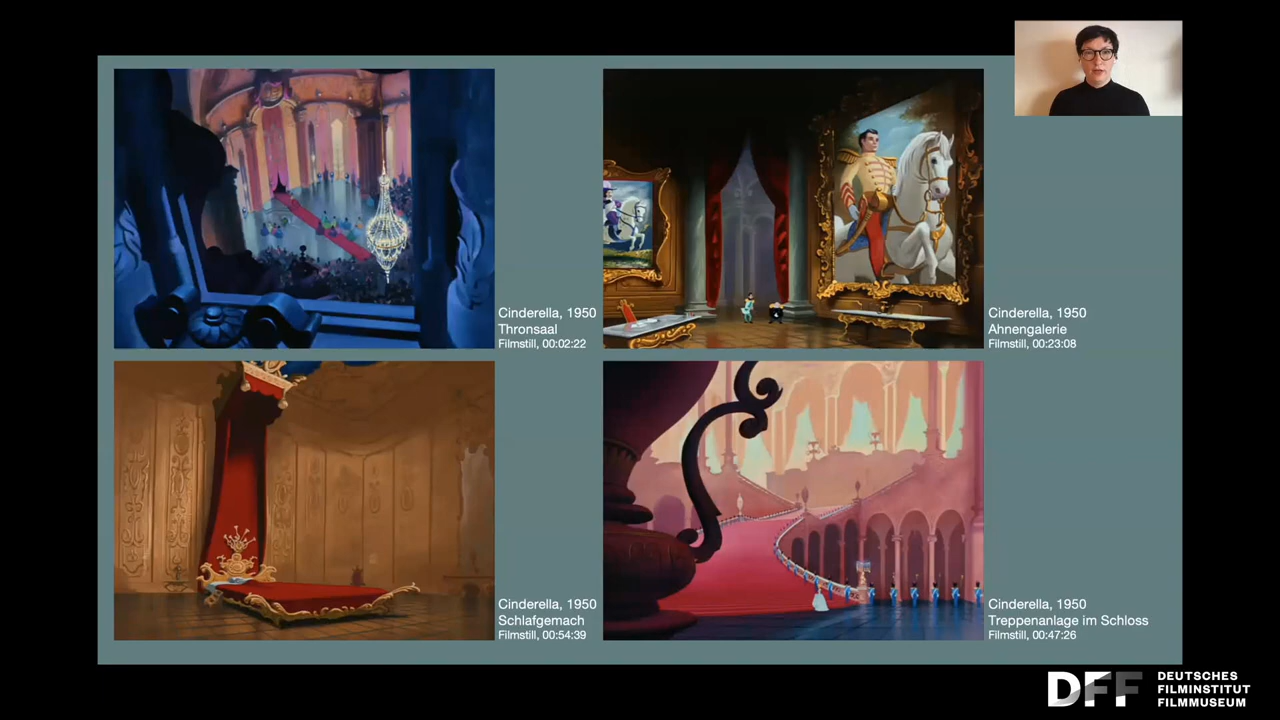 Cinderella, 1950
Thronsaal
Filmstill, 00:02:22
Cinderella, 1950
Ahnengalerie
Filmstill, 00:23:08
Cinderella, 1950
Schlafgemach
Filmstill, 00:54:39
Cinderella, 1950
Treppenanlage im Schloss
Filmstill, 00:47:26
DFF
DEUTSCHES
FILMINSTITUT
FILMMUSEUM